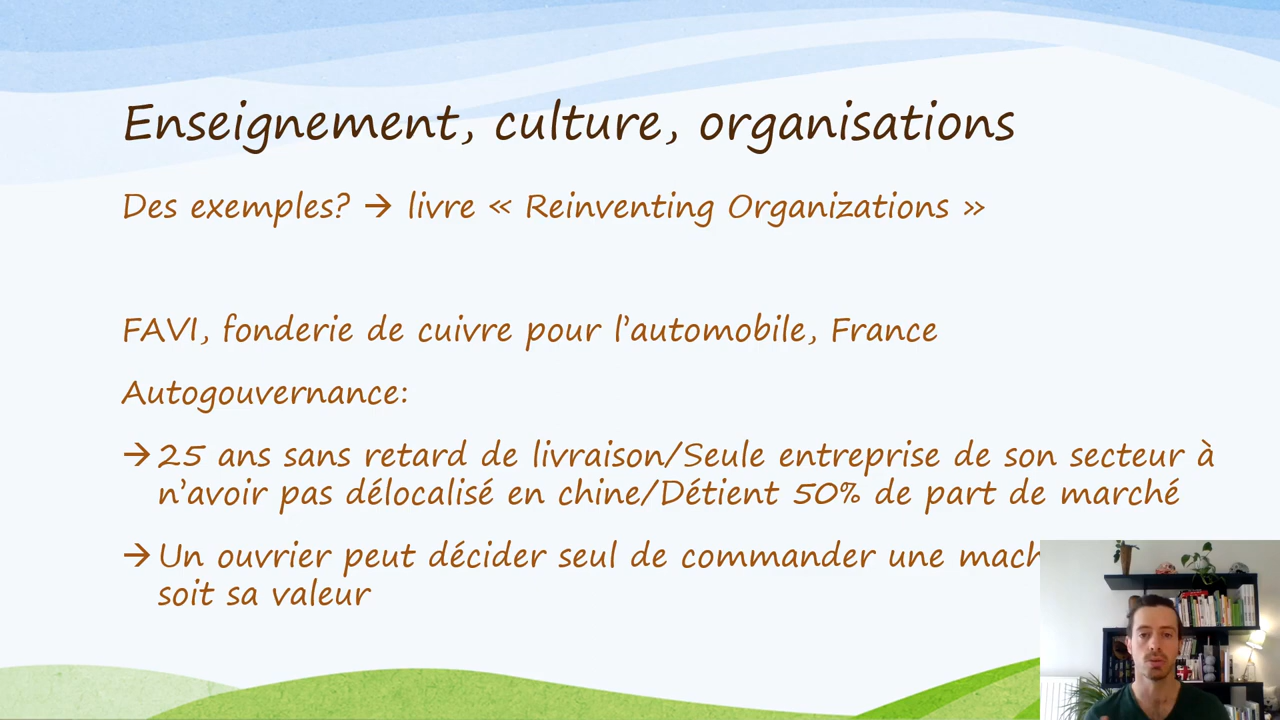 Enseignement, culture, organisations
Des exemples? → livre « Reinventing Organizations »
FAVI, fonderie de cuivre pour l'automobile, France
Autogouvernance:
→ 25 ans sans retard de livraison/Seule entreprise de son secteur à
n'avoir pas délocalisé en chine/Détient 50% de part de marché
→ Un ouvrier peut décider seul de commander une
soit sa valeur